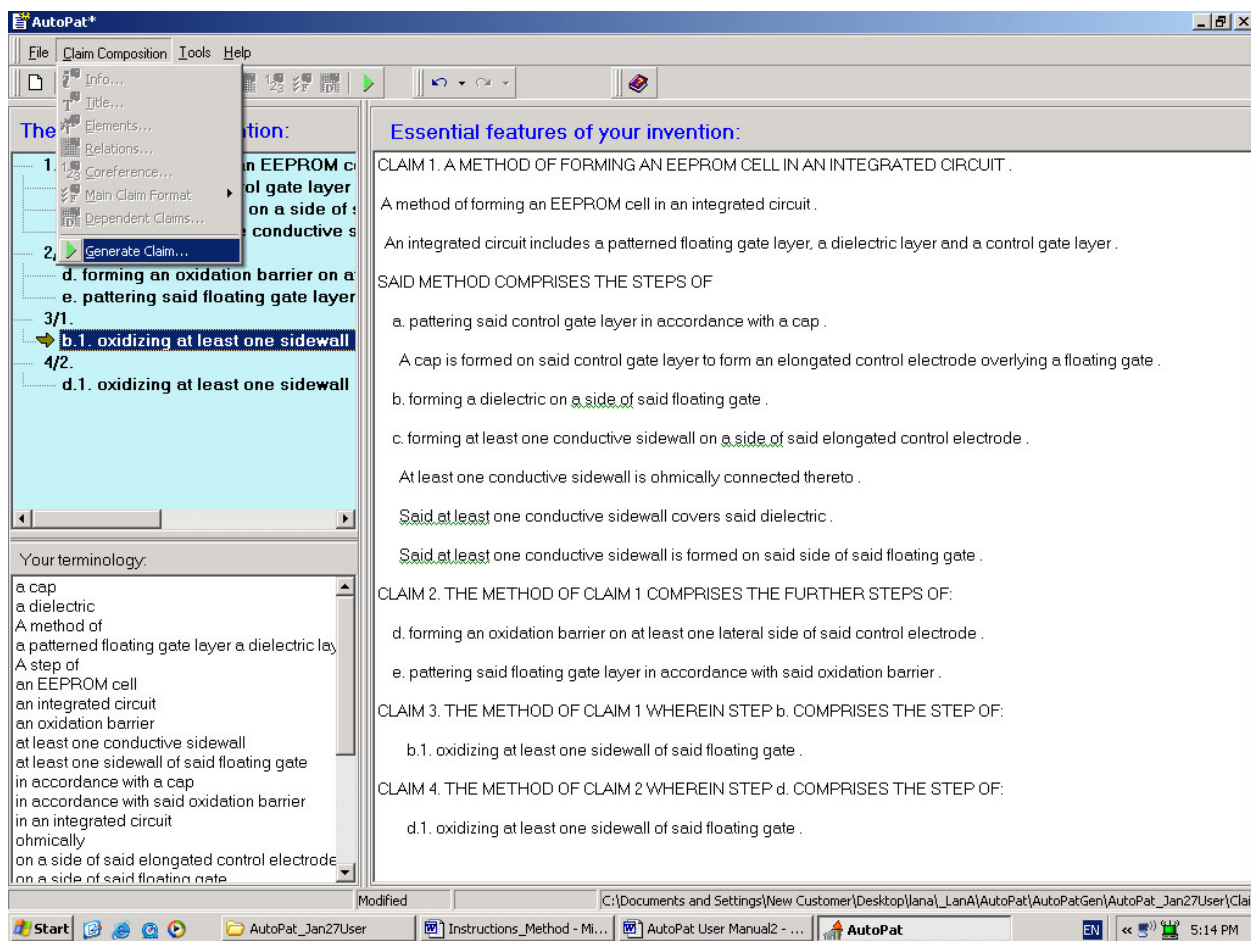 AutoPat*
File Claim Composition Tools Help
Info...
Title...
Elements...
Relations...
Coreference...
Main Claim Format
Dependent Claims...
Generate Claim...
The
tion:
1.
n EEPROM c
ol gate layer
on a side of
conductive s
2/
d. forming an oxidation barrier on a
e. pattering said floating gate layer
3/1.
b.1. oxidizing at least one sidewall
4/2.
d.1. oxidizing at least one sidewall
Your terminology:
a cap
a dielectric
A method of
a patterned floating gate layer a dielectric lay
A step of
an EEPROM cell
an integrated circuit
an oxidation barrier
at least one conductive sidewall
at least one sidewall of said floating gate
in accordance with a cap
in accordance with said oxidation barrier
in an integrated circuit
ohmically
on a side of said elongated control electrode
on a side of said floating gate
Essential features of your invention:
CLAIM 1. A METHOD OF FORMING AN EEPROM CELL IN AN INTEGRATED CIRCUIT .
A method of forming an EEPROM cell in an integrated circuit .
An integrated circuit includes a patterned floating gate layer, a dielectric layer and a control gate layer .
SAID METHOD COMPRISES THE STEPS OF
a. pattering said control gate layer in accordance with a cap .
A cap is formed on said control gate layer to form an elongated control electrode overlying a floating gate .
b. forming a dielectric on a side of said floating gate .
c. forming at least one conductive sidewall on a side of said elongated control electrode .
At least one conductive sidewall is ohmically connected thereto .
Said at least one conductive sidewall covers said dielectric .
Said at least one conductive sidewall is formed on said side of said floating gate .
CLAIM 2. THE METHOD OF CLAIM 1 COMPRISES THE FURTHER STEPS OF:
d. forming an oxidation barrier on at least one lateral side of said control electrode .
e. pattering said floating gate layer in accordance with said oxidation barrier .
CLAIM 3. THE METHOD OF CLAIM 1 WHEREIN STEP b. COMPRISES THE STEP OF:
b.1. oxidizing at least one sidewall of said floating gate .
CLAIM 4. THE METHOD OF CLAIM 2 WHEREIN STEP d. COMPRISES THE STEP OF:
d.1. oxidizing at least one sidewall of said floating gate .
Modified
C:\Documents and Settings\New Customer\Desktop\lana\_LanA\AutoPat\AutoPatGen\AutoPat_Jan27User\Clai
Start AutoPat_Jan27User Instructions_Method - Mi... AutoPat User Manual2 - ... AutoPat EN « 5:14 PM